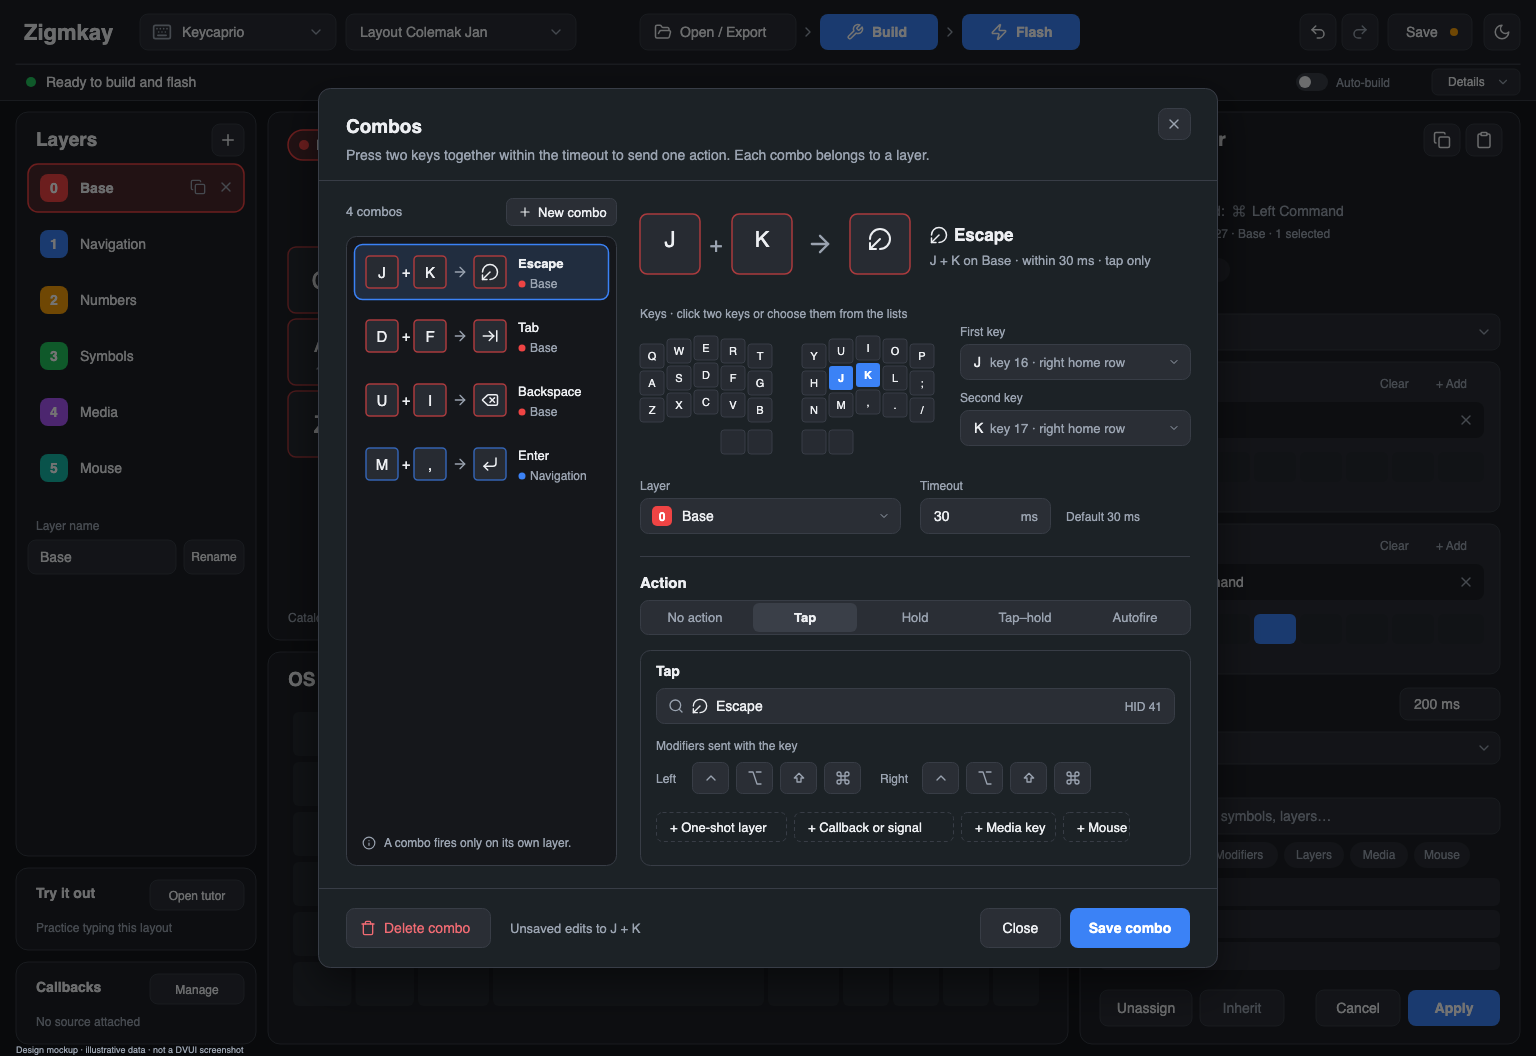 Zigmkay
Keycaprio
Layout Colemak Jan
Open / Export
Build
Flash
Save
Ready to build and flash
Auto-build
Details
Layers
0 Base
1 Navigation
2 Numbers
3 Symbols
4 Media
5 Mouse
Layer name
Base
Rename
Try it out
Open tutor
Practice typing this layout
Callbacks
Manage
No source attached
Design mockup · illustrative data · not a DVUI screenshot
OS
Combos
Press two keys together within the timeout to send one action. Each combo belongs to a layer.
4 combos
+ New combo
J + K → Escape
Base
D + F → Tab
Base
U + I → Backspace
Base
M + , → Enter
Navigation
A combo fires only on its own layer.
J + K →
Escape
J + K on Base · within 30 ms · tap only
Keys · click two keys or choose them from the lists
Q W E R T Y U I O P
A S D F G H J K L ;
Z X C V B N M , . /
First key
J key 16 · right home row
Second key
K key 17 · right home row
Layer
0 Base
Timeout
30 ms
Default 30 ms
Action
No action
Tap
Hold
Tap–hold
Autofire
Tap
Escape
HID 41
Modifiers sent with the key
Left ⌃ ⌥ ⇧ ⌘ Right ⌃ ⌥ ⇧ ⌘
+ One-shot layer
+ Callback or signal
+ Media key
+ Mouse
Delete combo
Unsaved edits to J + K
Close
Save combo
⌘ Left Command
27 · Base · 1 selected
Clear
+ Add
Clear
+ Add
200 ms
symbols, layers…
Modifiers
Layers
Media
Mouse
Unassign
Inherit
Cancel
Apply